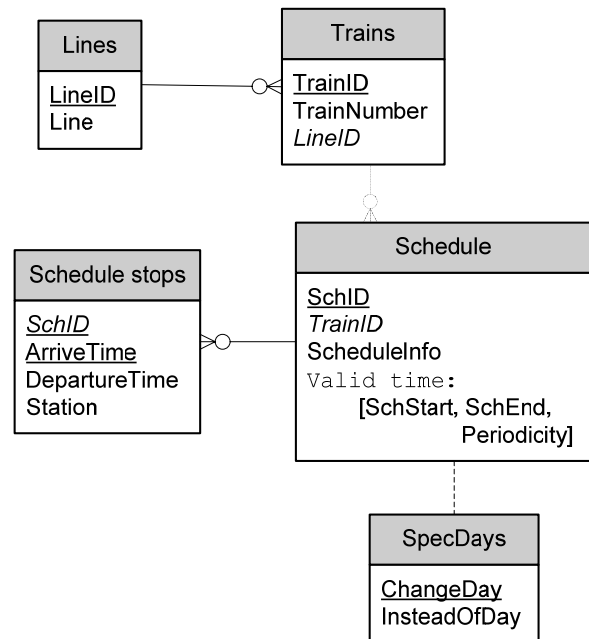 Lines
LineID
Line
Trains
TrainID
TrainNumber
LineID
Schedule stops
SchID
ArriveTime
DepartureTime
Station
Schedule
SchID
TrainID
ScheduleInfo
Valid time:
[SchStart, SchEnd,
Periodicity]
SpecDays
ChangeDay
InsteadOfDay